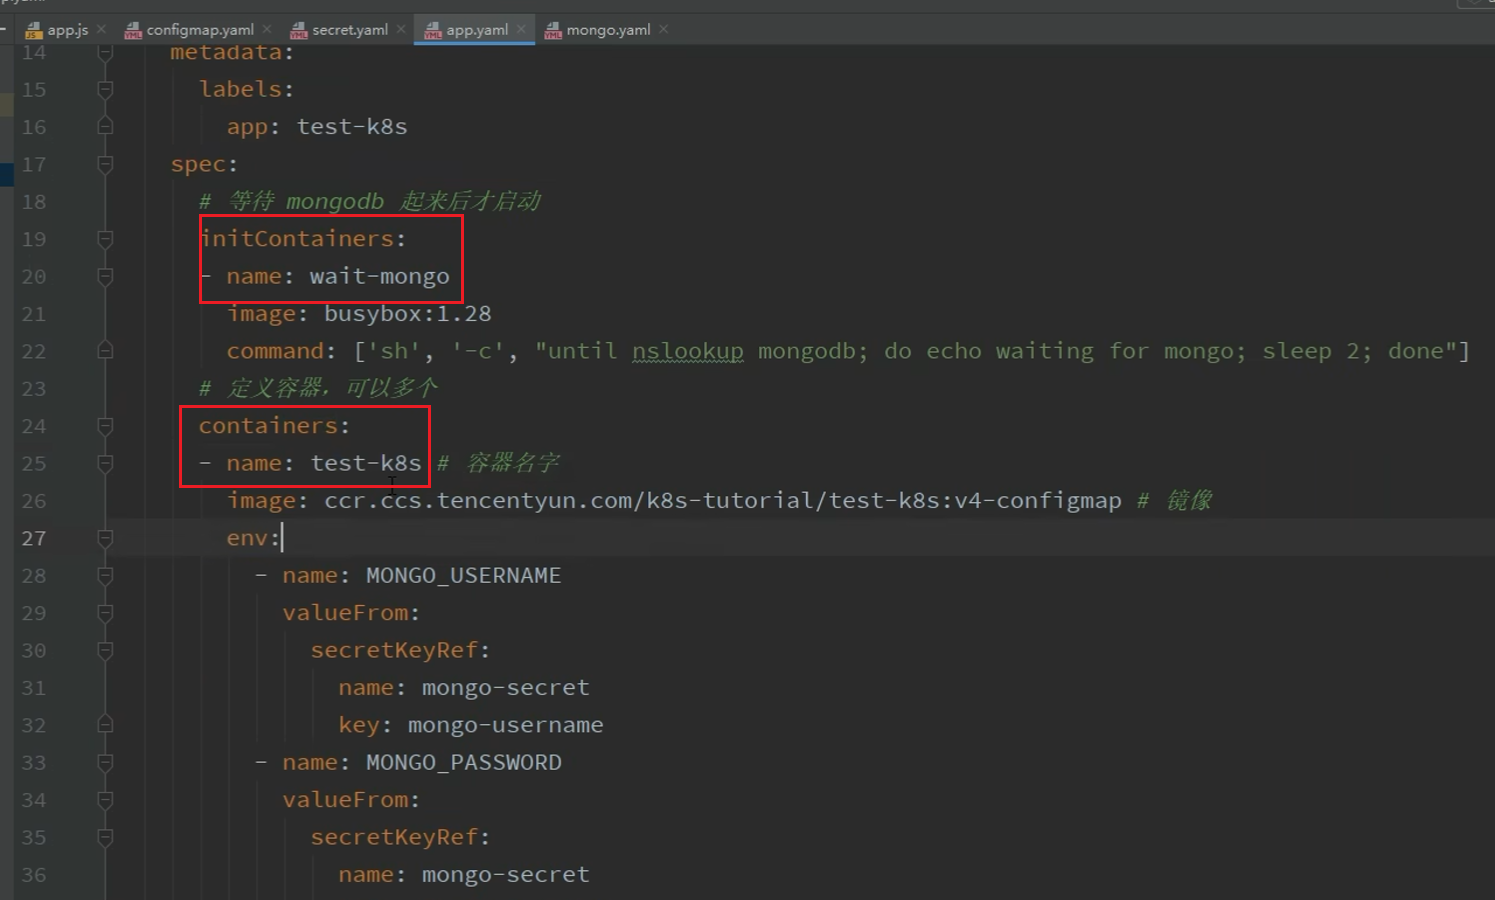 app.js configmap.yaml secret.yaml app.yaml mongo.yaml
14 metadata:
15 labels:
16 app: test-k8s
17 spec:
18 # 等待 mongodb 起来后才启动
19 initContainers:
20 - name: wait-mongo
21 image: busybox:1.28
22 command: ['sh', '-c', "until nslookup mongodb; do echo waiting for mongo; sleep 2; done"]
23 # 定义容器，可以多个
24 containers:
25 - name: test-k8s # 容器名字
26 image: ccr.ccs.tencentyun.com/k8s-tutorial/test-k8s:v4-configmap # 镜像
27 env:
28 - name: MONGO_USERNAME
29 valueFrom:
30 secretKeyRef:
31 name: mongo-secret
32 key: mongo-username
33 - name: MONGO_PASSWORD
34 valueFrom:
35 secretKeyRef:
36 name: mongo-secret